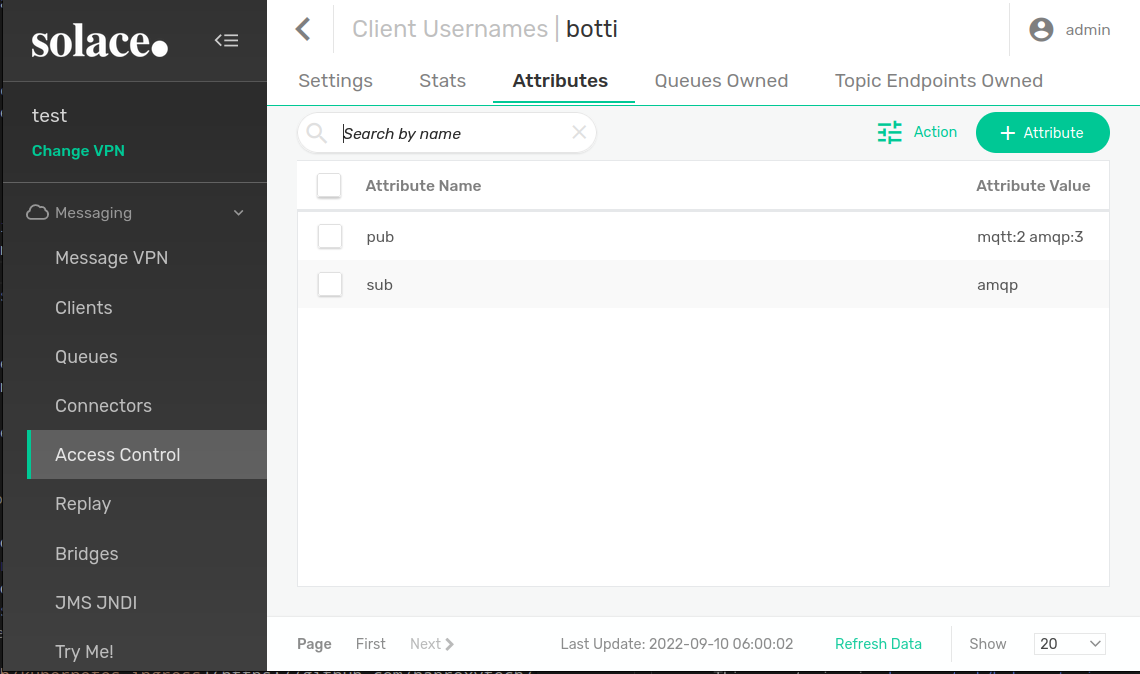 solace.
Client Usernames | botti
admin
test
Change VPN
Settings Stats Attributes Queues Owned Topic Endpoints Owned
Search by name
Action
+ Attribute
Attribute Name Attribute Value
pub mqtt:2 amqp:3
sub amqp
Messaging
Message VPN
Clients
Queues
Connectors
Access Control
Replay
Bridges
JMS JNDI
Try Me!
Page First Next Last Update: 2022-09-10 06:00:02 Refresh Data Show 20